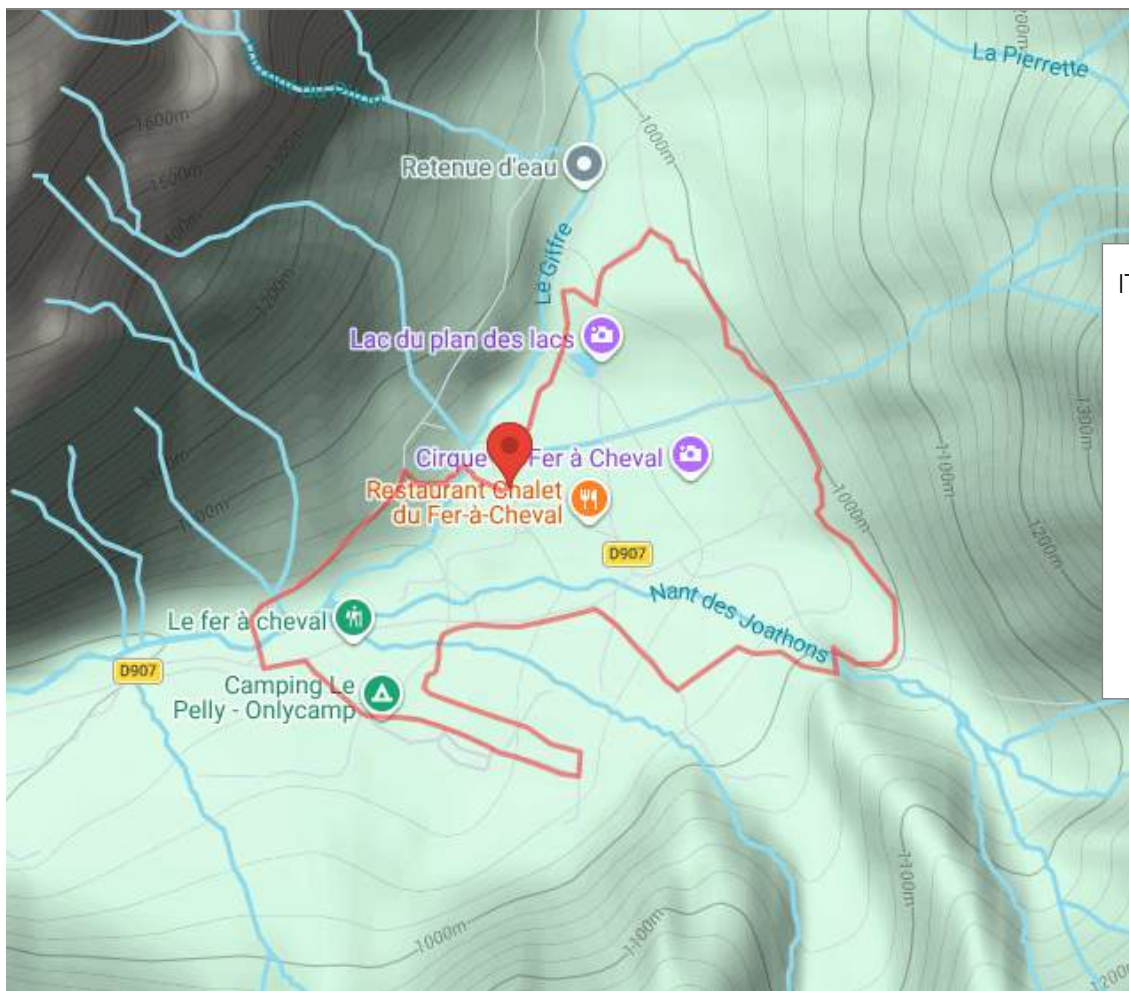 La Pierrette
1600m
1000m
Retenue d'eau
1200m
Le Giffre
Lac du plan des lacs
1300m
Cirque
Fer à Cheval
1100m
Restaurant Chalet
du Fer-à-Cheval
1000m
D907
1200m
Nant des Joathons
Le fer à cheval
D907
Camping Le
Pelly - Onlycamp
1100m
1000m
1100m
1200m